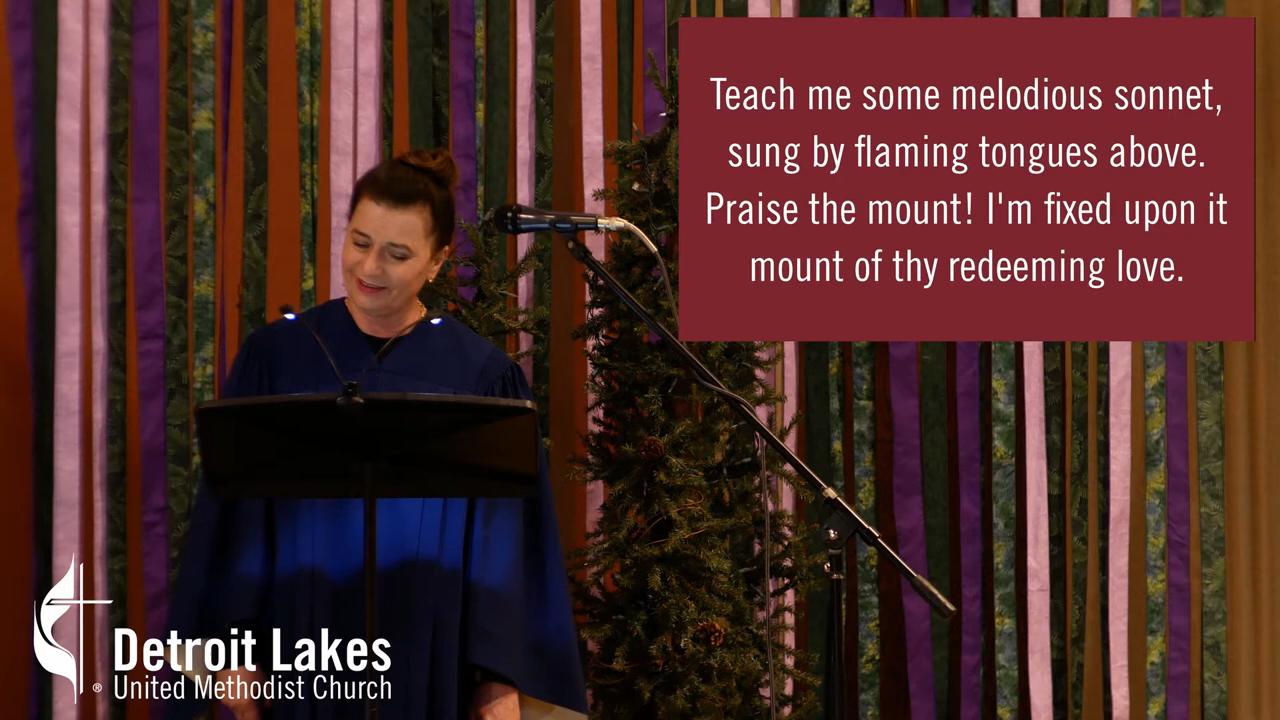 Teach me some melodious sonnet,
sung by flaming tongues above.
Praise the mount! I'm fixed upon it
mount of thy redeeming love.
Detroit Lakes
® United Methodist Church